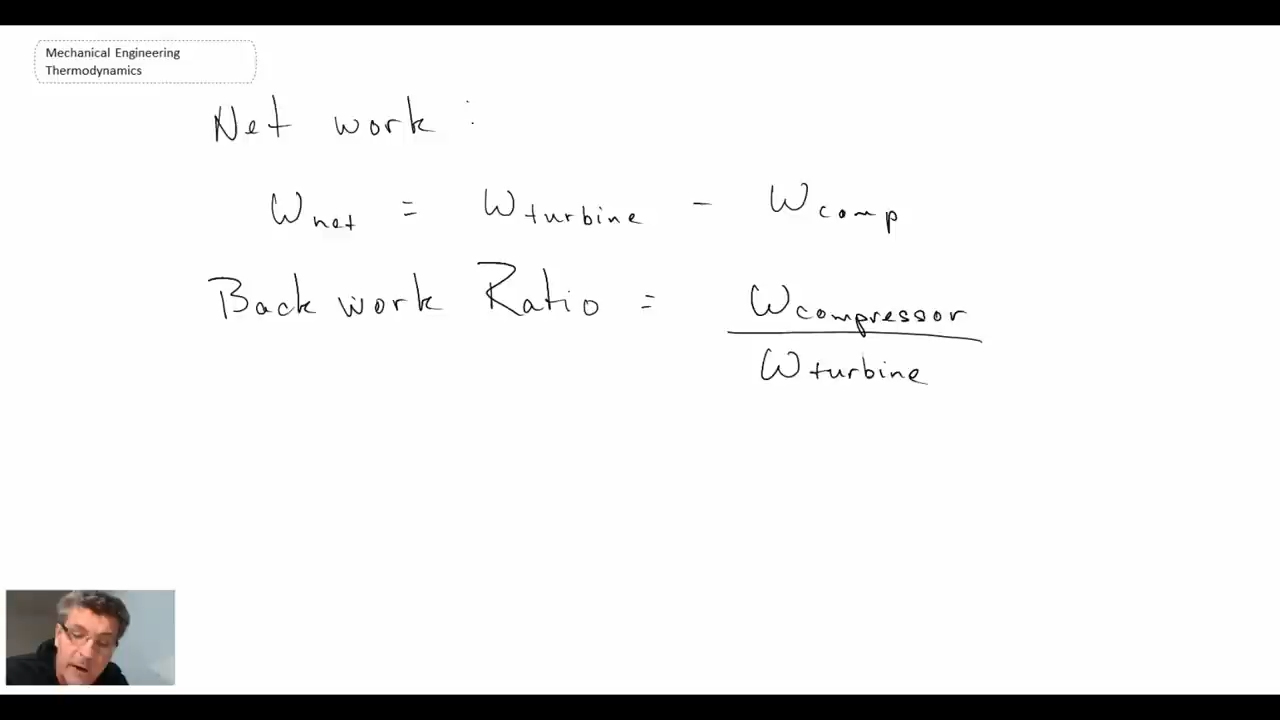 Mechanical Engineering
Thermodynamics
Net work :
Wnet = Wturbine - Wcomp
Back work Ratio = Wcompressor
Wturbine